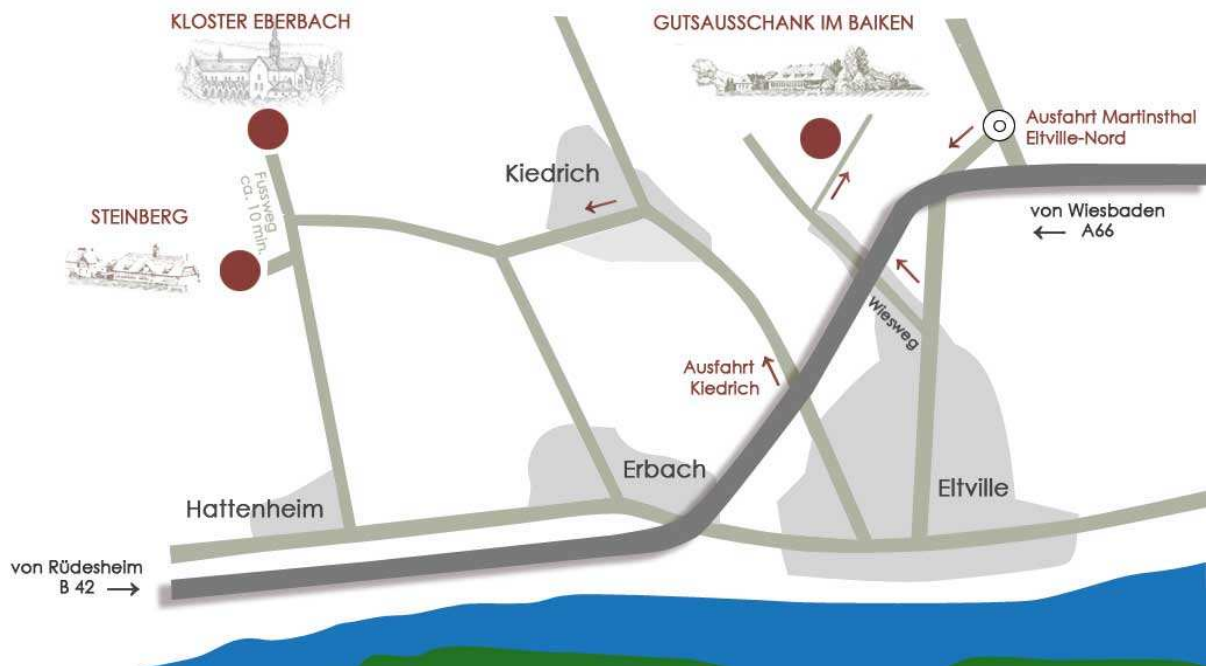 KLOSTER EBERBACH
GUTSAUSSCHANK IM BAIKEN
Ausfahrt Martinsthal
Eltville-Nord
Kiedrich
Fussweg
ca. 10 min.
STEINBERG
von Wiesbaden
A66
Wiesweg
Ausfahrt
Kiedrich
Erbach
Eltville
Hattenheim
von Rüdesheim
B 42